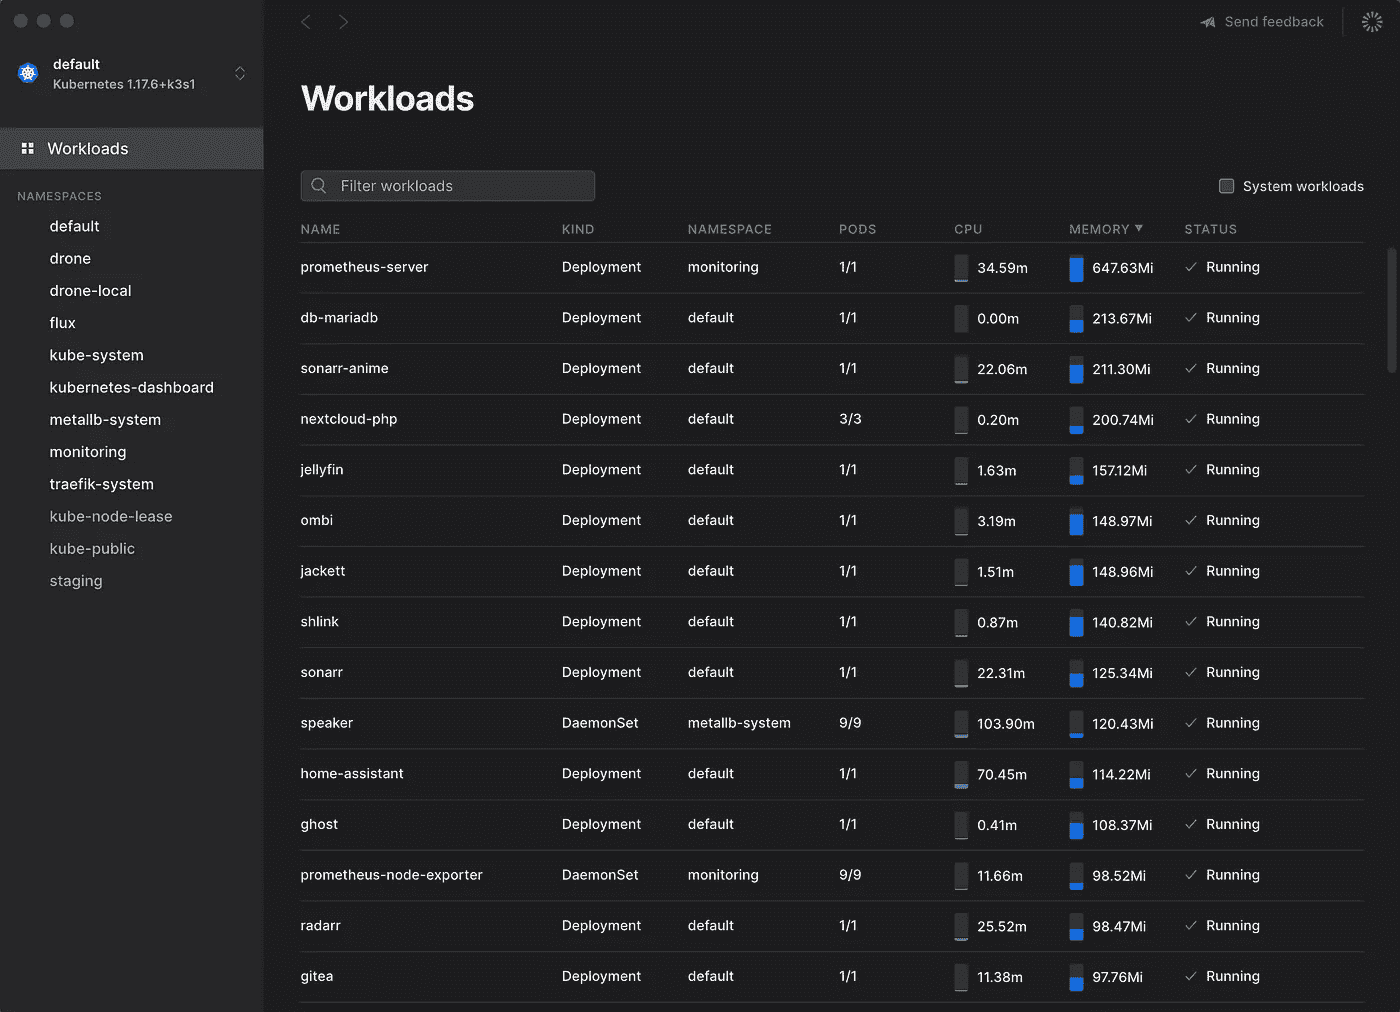 Send feedback
default
Kubernetes 1.17.6+k3s1
Workloads
NAMESPACES
default
drone
drone-local
flux
kube-system
kubernetes-dashboard
metallb-system
monitoring
traefik-system
kube-node-lease
kube-public
staging
Workloads
Filter workloads
System workloads
NAME KIND NAMESPACE PODS CPU MEMORY ▼ STATUS
prometheus-server Deployment monitoring 1/1 34.59m 647.63Mi Running
db-mariadb Deployment default 1/1 0.00m 213.67Mi Running
sonarr-anime Deployment default 1/1 22.06m 211.30Mi Running
nextcloud-php Deployment default 3/3 0.20m 200.74Mi Running
jellyfin Deployment default 1/1 1.63m 157.12Mi Running
ombi Deployment default 1/1 3.19m 148.97Mi Running
jackett Deployment default 1/1 1.51m 148.96Mi Running
shlink Deployment default 1/1 0.87m 140.82Mi Running
sonarr Deployment default 1/1 22.31m 125.34Mi Running
speaker DaemonSet metallb-system 9/9 103.90m 120.43Mi Running
home-assistant Deployment default 1/1 70.45m 114.22Mi Running
ghost Deployment default 1/1 0.41m 108.37Mi Running
prometheus-node-exporter DaemonSet monitoring 9/9 11.66m 98.52Mi Running
radarr Deployment default 1/1 25.52m 98.47Mi Running
gitea Deployment default 1/1 11.38m 97.76Mi Running